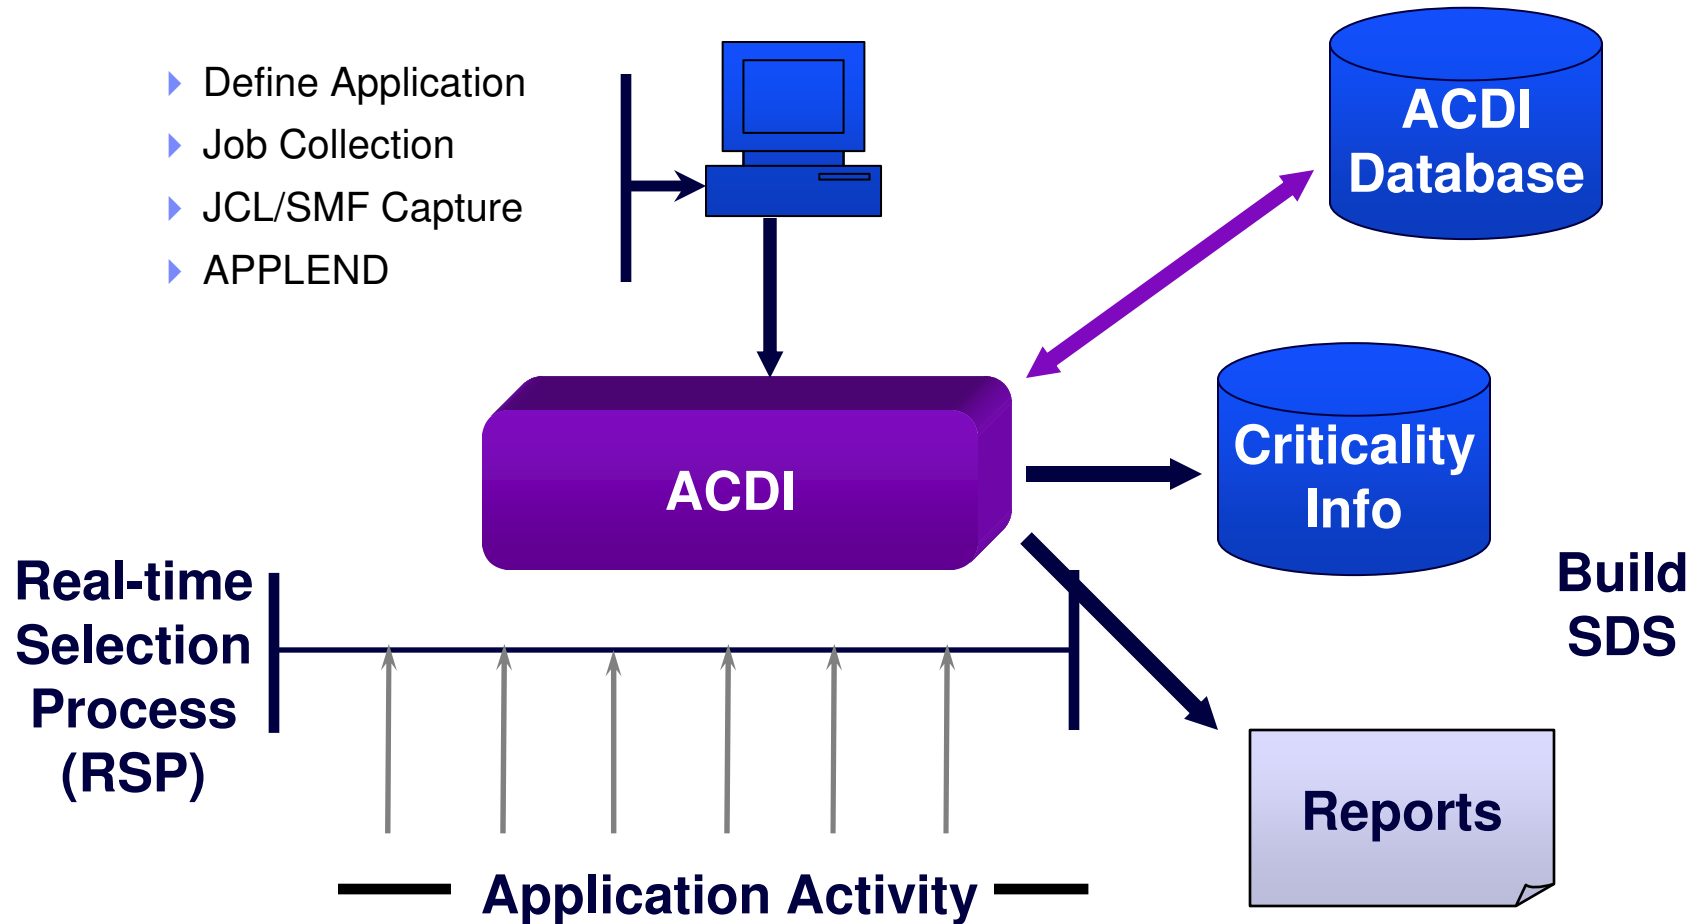 Define Application
Job Collection
JCL/SMF Capture
APPLEND
ACDI
Database
ACDI
Criticality
Info
Real-time
Selection
Process
(RSP)
Build
SDS
Reports
Application Activity